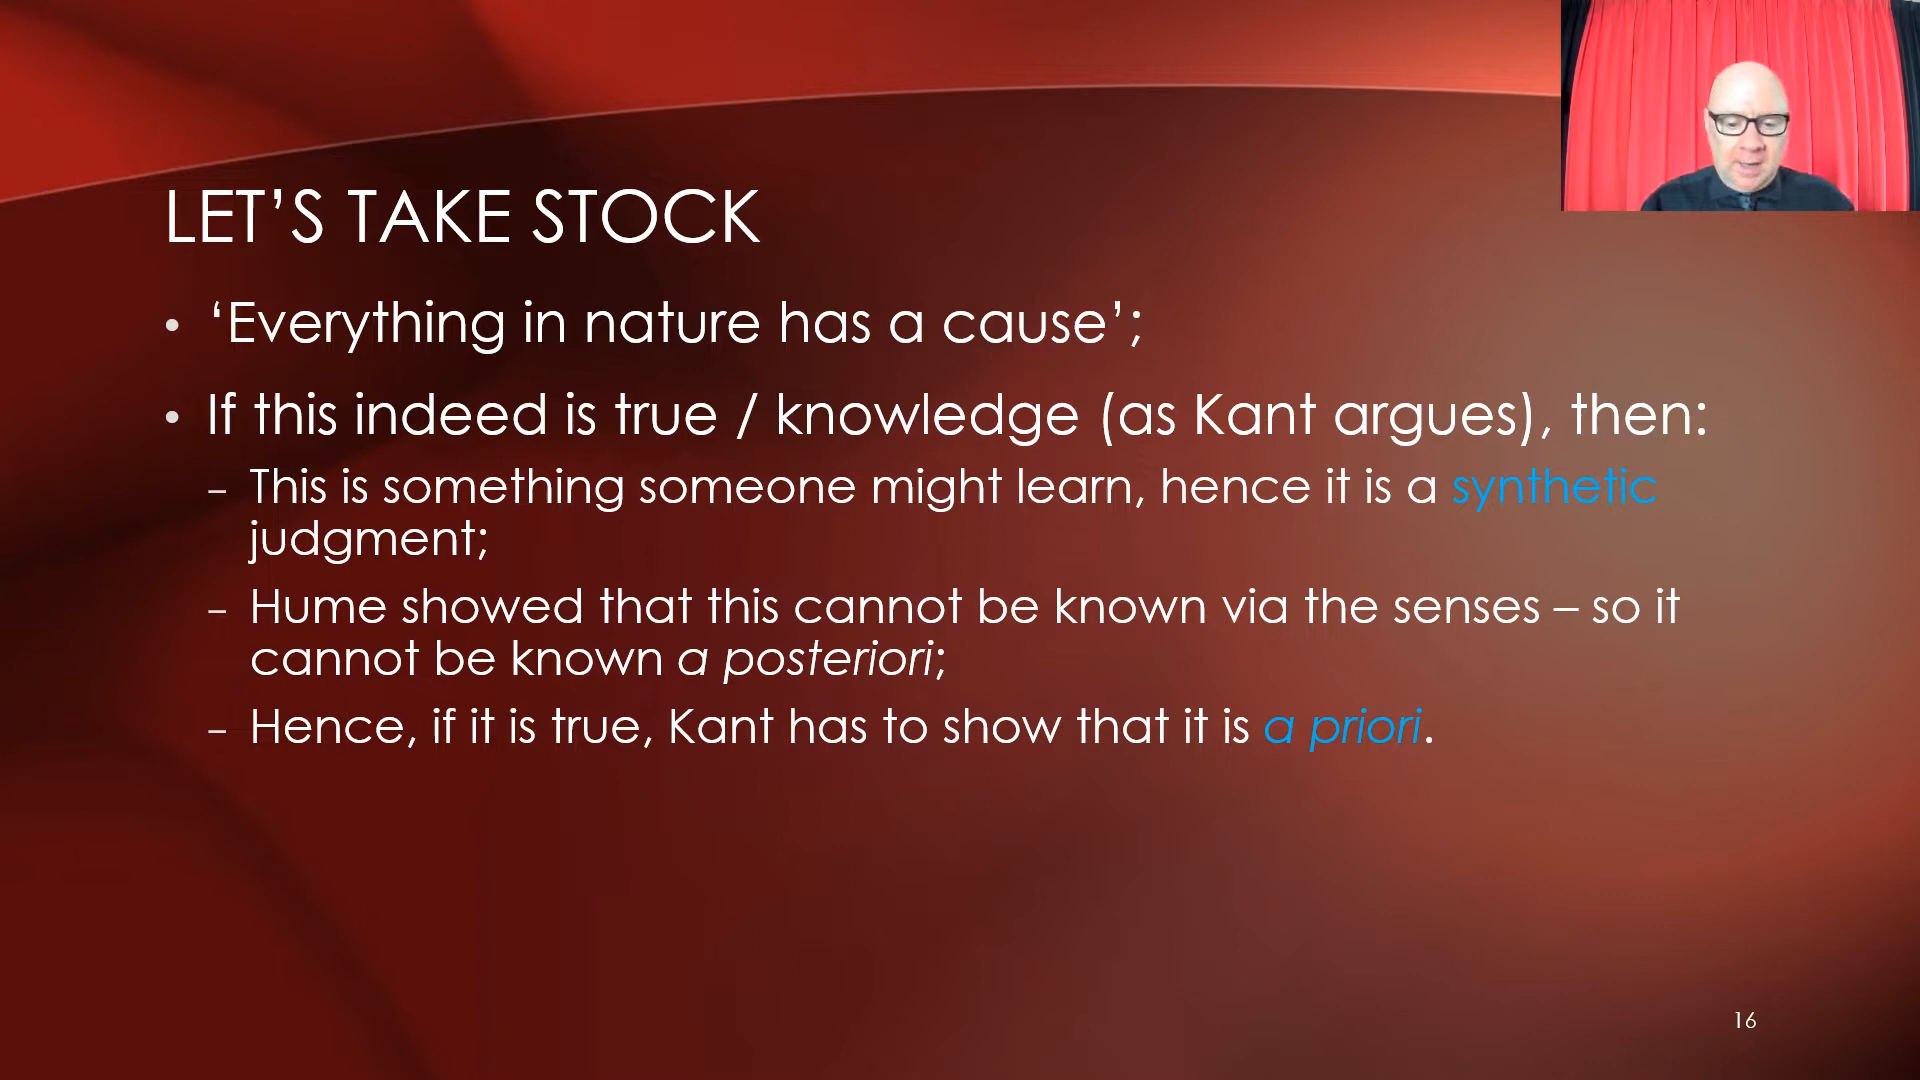 LET’S TAKE STOCK
• ‘Everything in nature has a cause’;
• If this indeed is true / knowledge (as Kant argues), then:
– This is something someone might learn, hence it is a synthetic
judgment;
– Hume showed that this cannot be known via the senses – so it
cannot be known a posteriori;
– Hence, if it is true, Kant has to show that it is a priori.
16